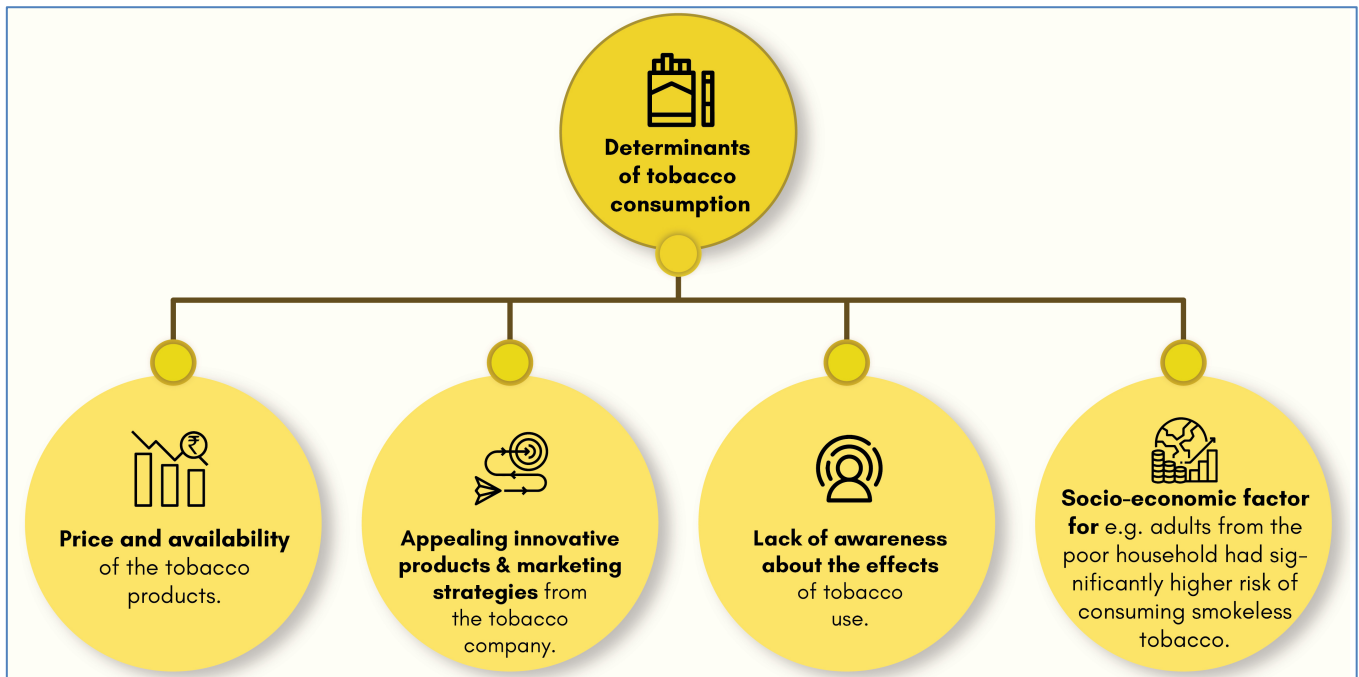 Determinants
of tobacco
consumption
₹
Price and availability
of the tobacco
products.
Appealing innovative
products & marketing
strategies from
the tobacco
company.
Lack of awareness
about the effects
of tobacco
use.
Socio-economic factor
for e.g. adults from the
poor household had sig-
nificantly higher risk of
consuming smokeless
tobacco.